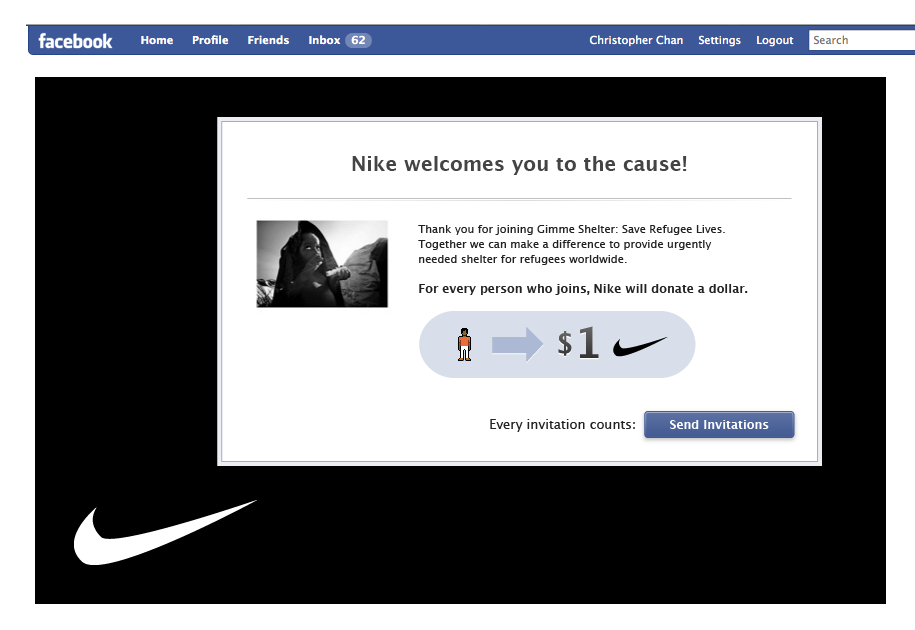 facebook Home Profile Friends Inbox 62 Christopher Chan Settings Logout Search
Nike welcomes you to the cause!
Thank you for joining Gimme Shelter: Save Refugee Lives.
Together we can make a difference to provide urgently
needed shelter for refugees worldwide.
For every person who joins, Nike will donate a dollar.
$1
Every invitation counts: Send Invitations